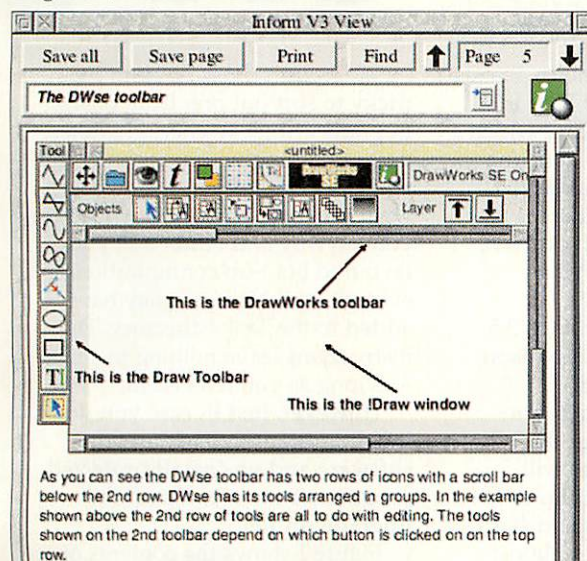 Inform V3 View
Save all Save page Print Find Page 5
The DWse toolbar
Tool <untitled>
DrawWorks SE On
Objects Layer
This is the DrawWorks toolbar
This is the Draw Toolbar
This is the !Draw window
As you can see the DWse toolbar has two rows of icons with a scroll bar
below the 2nd row. DWse has its tools arranged in groups. In the example
shown above the 2nd row of tools are all to do with editing. The tools
shown on the 2nd toolbar depend on which button is clicked on on the top
row.